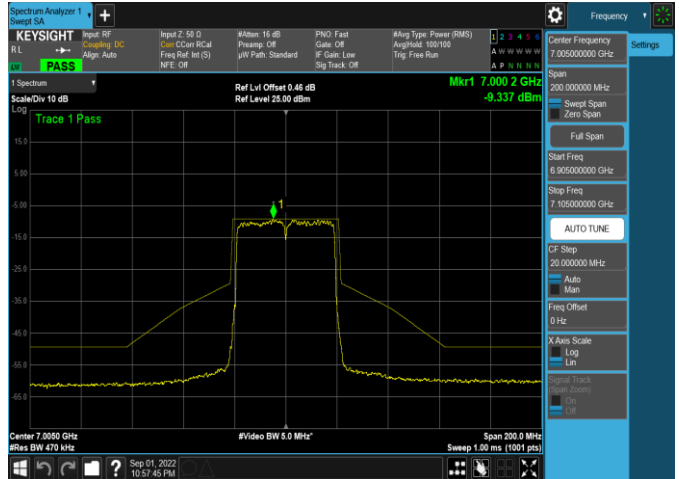 Spectrum Analyzer 1
Swept SA
Frequency
Settings
KEYSIGHT
RL
PASS
Input: RF
Coupling: DC
Align: Auto
Input Z: 50 Ω
Corr CCorr RCal
Freq Ref: Int (S)
NFE: Off
#Atten: 16 dB
Preamp: Off
µW Path: Standard
PNO: Fast
Gate: Off
IF Gain: Low
Sig Track: Off
#Avg Type: Power (RMS)
Avg|Hold: 100/100
Trig: Free Run
1 2 3 4 5 6
A W W W W W
A P N N N N
1 Spectrum
Scale/Div 10 dB
Log
Ref Lvl Offset 0.46 dB
Ref Level 25.00 dBm
Mkr1 7.000 2 GHz
-9.337 dBm
Trace 1 Pass
15.0
5.00
-5.00
-15.0
-25.0
-35.0
-45.0
-55.0
-65.0
1
Center 7.0050 GHz
#Res BW 470 kHz
#Video BW 5.0 MHz*
Span 200.0 MHz
Sweep 1.00 ms (1001 pts)
Sep 01, 2022
10:57:45 PM
?
Center Frequency
7.005000000 GHz
Span
200.000000 MHz
Swept Span
Zero Span
Full Span
Start Freq
6.905000000 GHz
Stop Freq
7.105000000 GHz
AUTO TUNE
CF Step
20.000000 MHz
Auto
Man
Freq Offset
0 Hz
X Axis Scale
Log
Lin
Signal Track
(Span Zoom)
On
Off